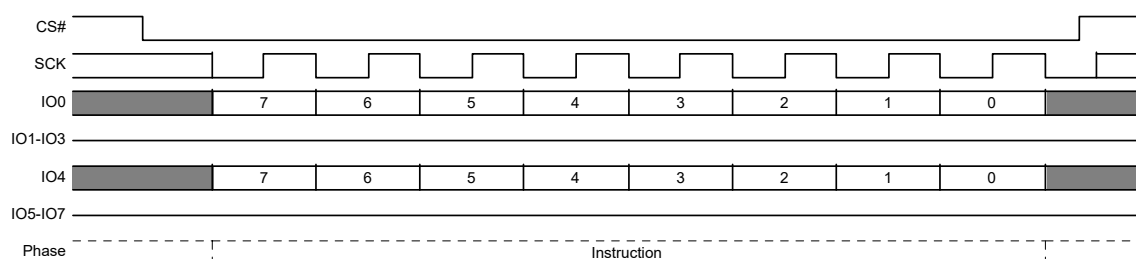 CS#
SCK
IO0 7 6 5 4 3 2 1 0
IO1-IO3
IO4 7 6 5 4 3 2 1 0
IO5-IO7
Phase Instruction